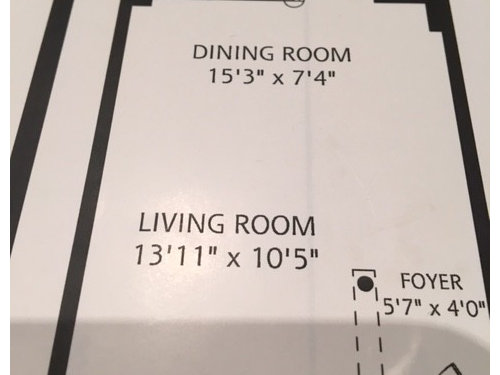 DINING ROOM
15'3" x 7'4"
LIVING ROOM
13'11" x 10'5"
FOYER
5'7" x 4'0"